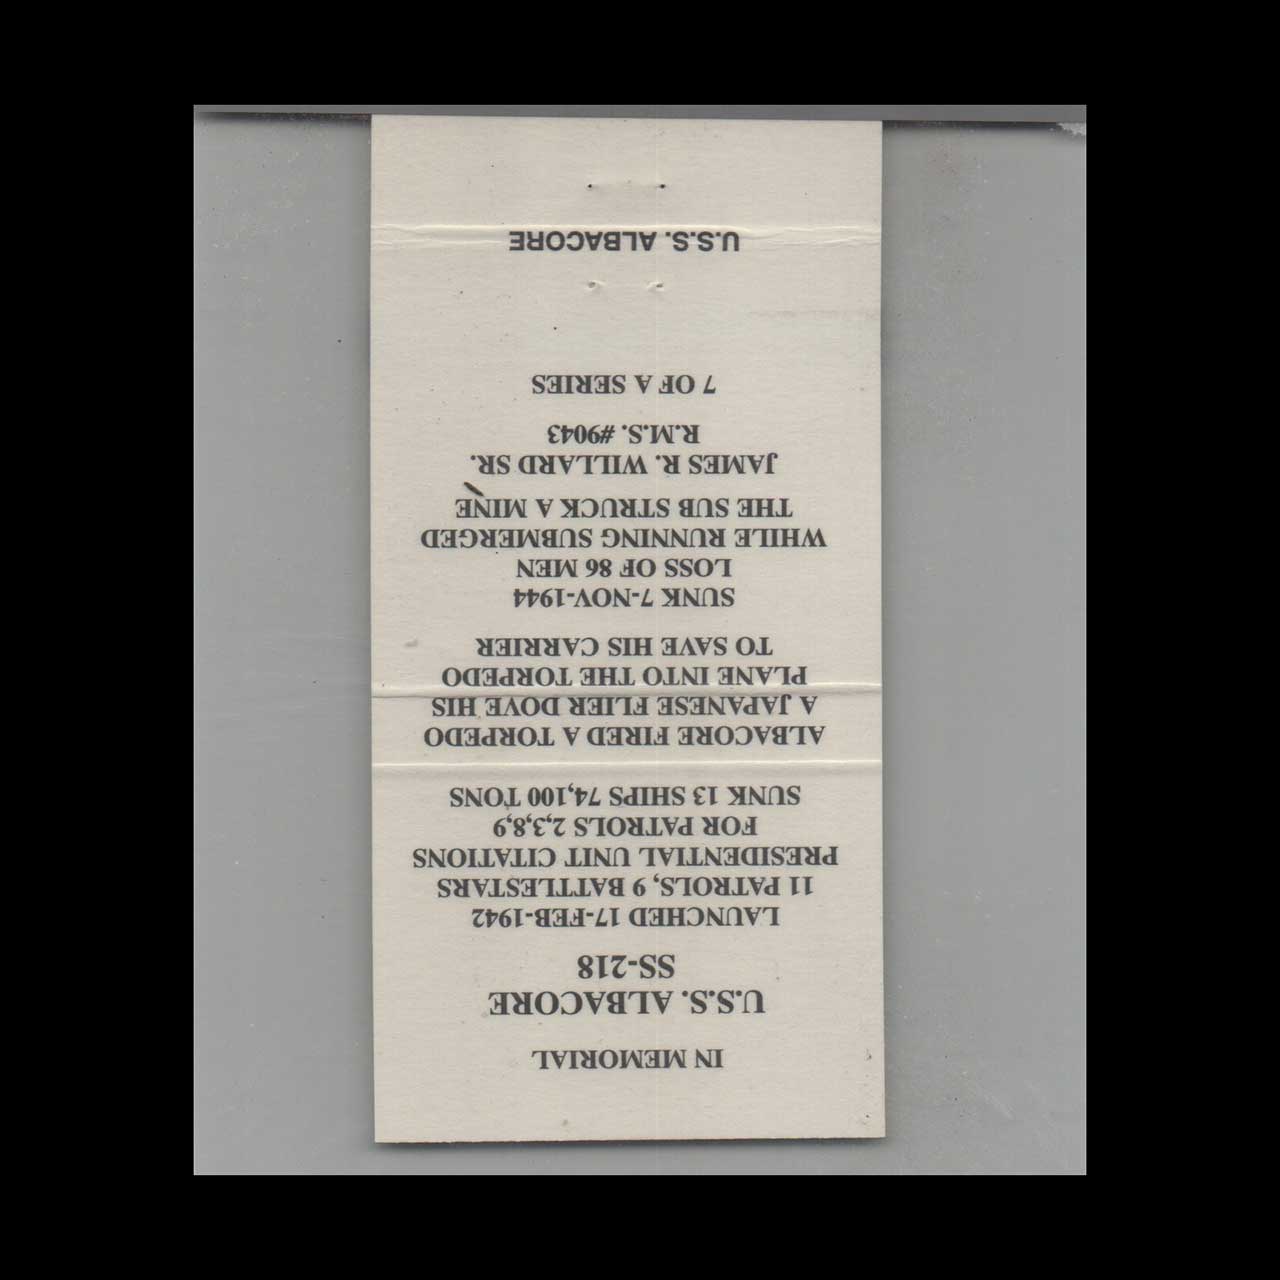 IN MEMORIAL
U.S.S. ALBACORE
SS-218
LAUNCHED 17-FEB-1942
11 PATROLS, 9 BATTLESTARS
PRESIDENTIAL UNIT CITATIONS
FOR PATROLS 2,3,8,9
SUNK 13 SHIPS 74,100 TONS
ALBACORE FIRED A TORPEDO
A JAPANESE FLIER DOVE HIS
PLANE INTO THE TORPEDO
TO SAVE HIS CARRIER
SUNK 7-NOV-1944
LOSS OF 86 MEN
WHILE RUNNING SUBMERGED
THE SUB STRUCK A MINE
JAMES R. WILLARD SR.
R.M.S. #9043
7 OF A SERIES
U.S.S. ALBACORE